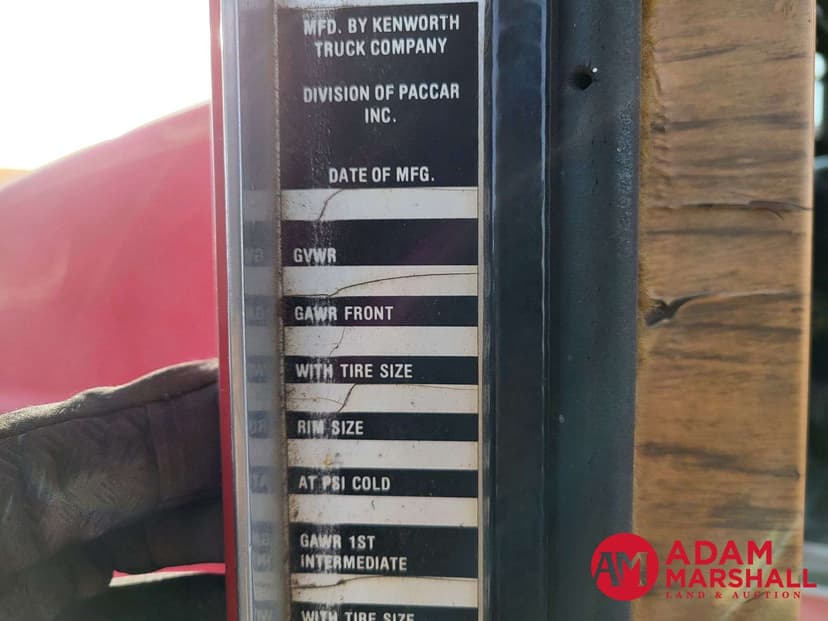 MFD. BY KENWORTH
TRUCK COMPANY
DIVISION OF PACCAR
INC.
DATE OF MFG.
GVWR
GAWR FRONT
WITH TIRE SIZE
RIM SIZE
AT PSI COLD
GAWR 1ST
INTERMEDIATE
WITH TIRE SIZE
AM ADAM
MARSHALL
LAND & AUCTION